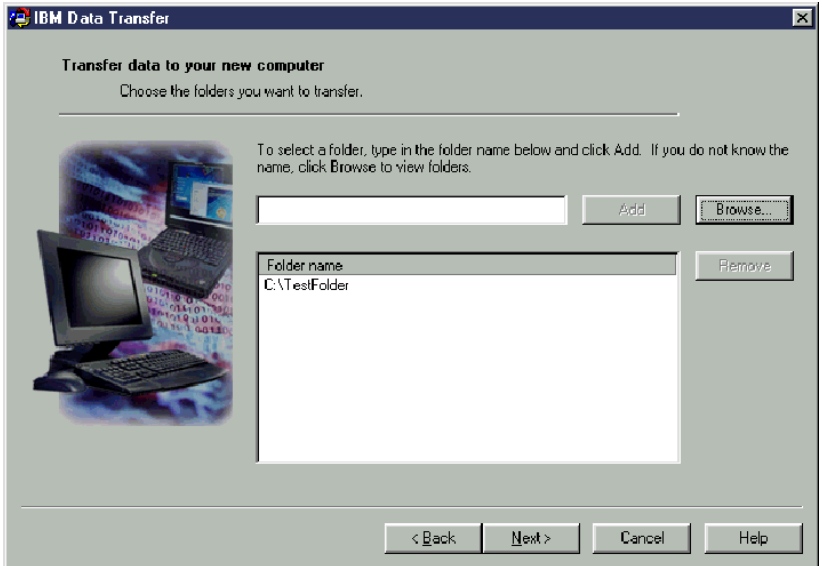 IBM Data Transfer
Transfer data to your new computer
Choose the folders you want to transfer.
To select a folder, type in the folder name below and click Add. If you do not know the
name, click Browse to view folders.
Add
Browse...
Folder name
Remove
C:\TestFolder
< Back
Next >
Cancel
Help